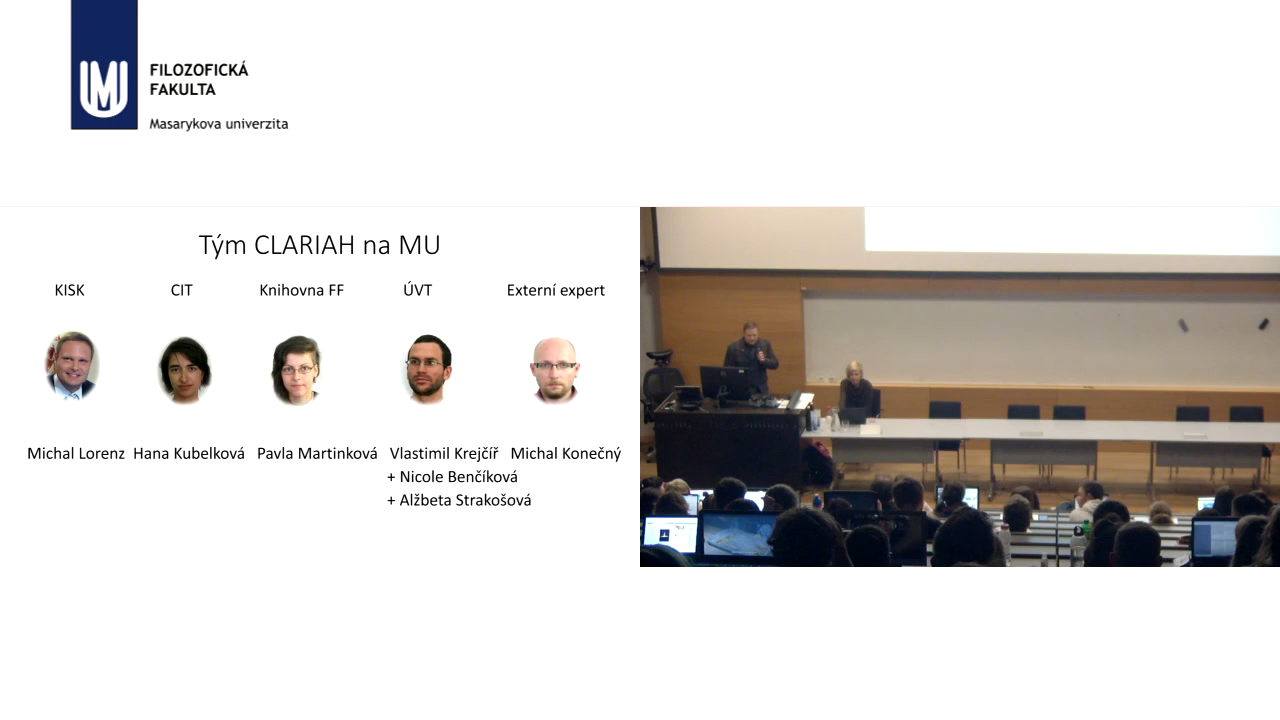 FILOZOFICKÁ
FAKULTA
Masarykova univerzita
Tým CLARIAH na MU
KISK CIT Knihovna FF ÚVT Externí expert
Michal Lorenz Hana Kubelková Pavla Martinková Vlastimil Krejčíř Michal Konečný
+ Nicole Benčíková
+ Alžbeta Strakošová